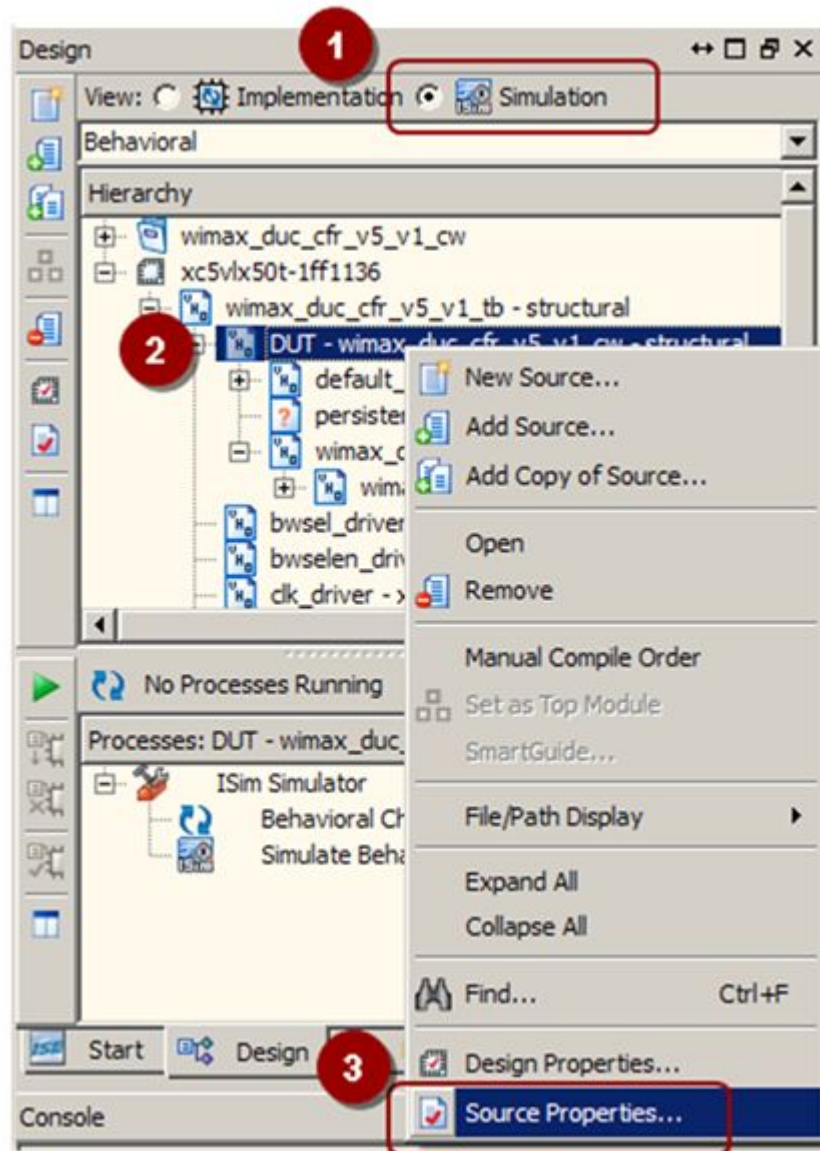 1
Design
View: Implementation Simulation
Behavioral
Hierarchy
wimax_duc_cfr_v5_v1_cw
xc5vlx50t-1ff1136
wimax_duc_cfr_v5_v1_tb - structural
2
DUT - wimax_duc_cfr_v5_v1_cw - structural
default_
persister
wimax_d
wim
bwsel_driver
bwselen_driv
clk_driver - x
New Source...
Add Source...
Add Copy of Source...
Open
Remove
Manual Compile Order
Set as Top Module
SmartGuide...
File/Path Display
Expand All
Collapse All
Find... Ctrl+F
Design Properties...
Source Properties...
No Processes Running
Processes: DUT - wimax_duc_
ISim Simulator
Behavioral Ch
Simulate Beha
ISE Start Design
3
Console